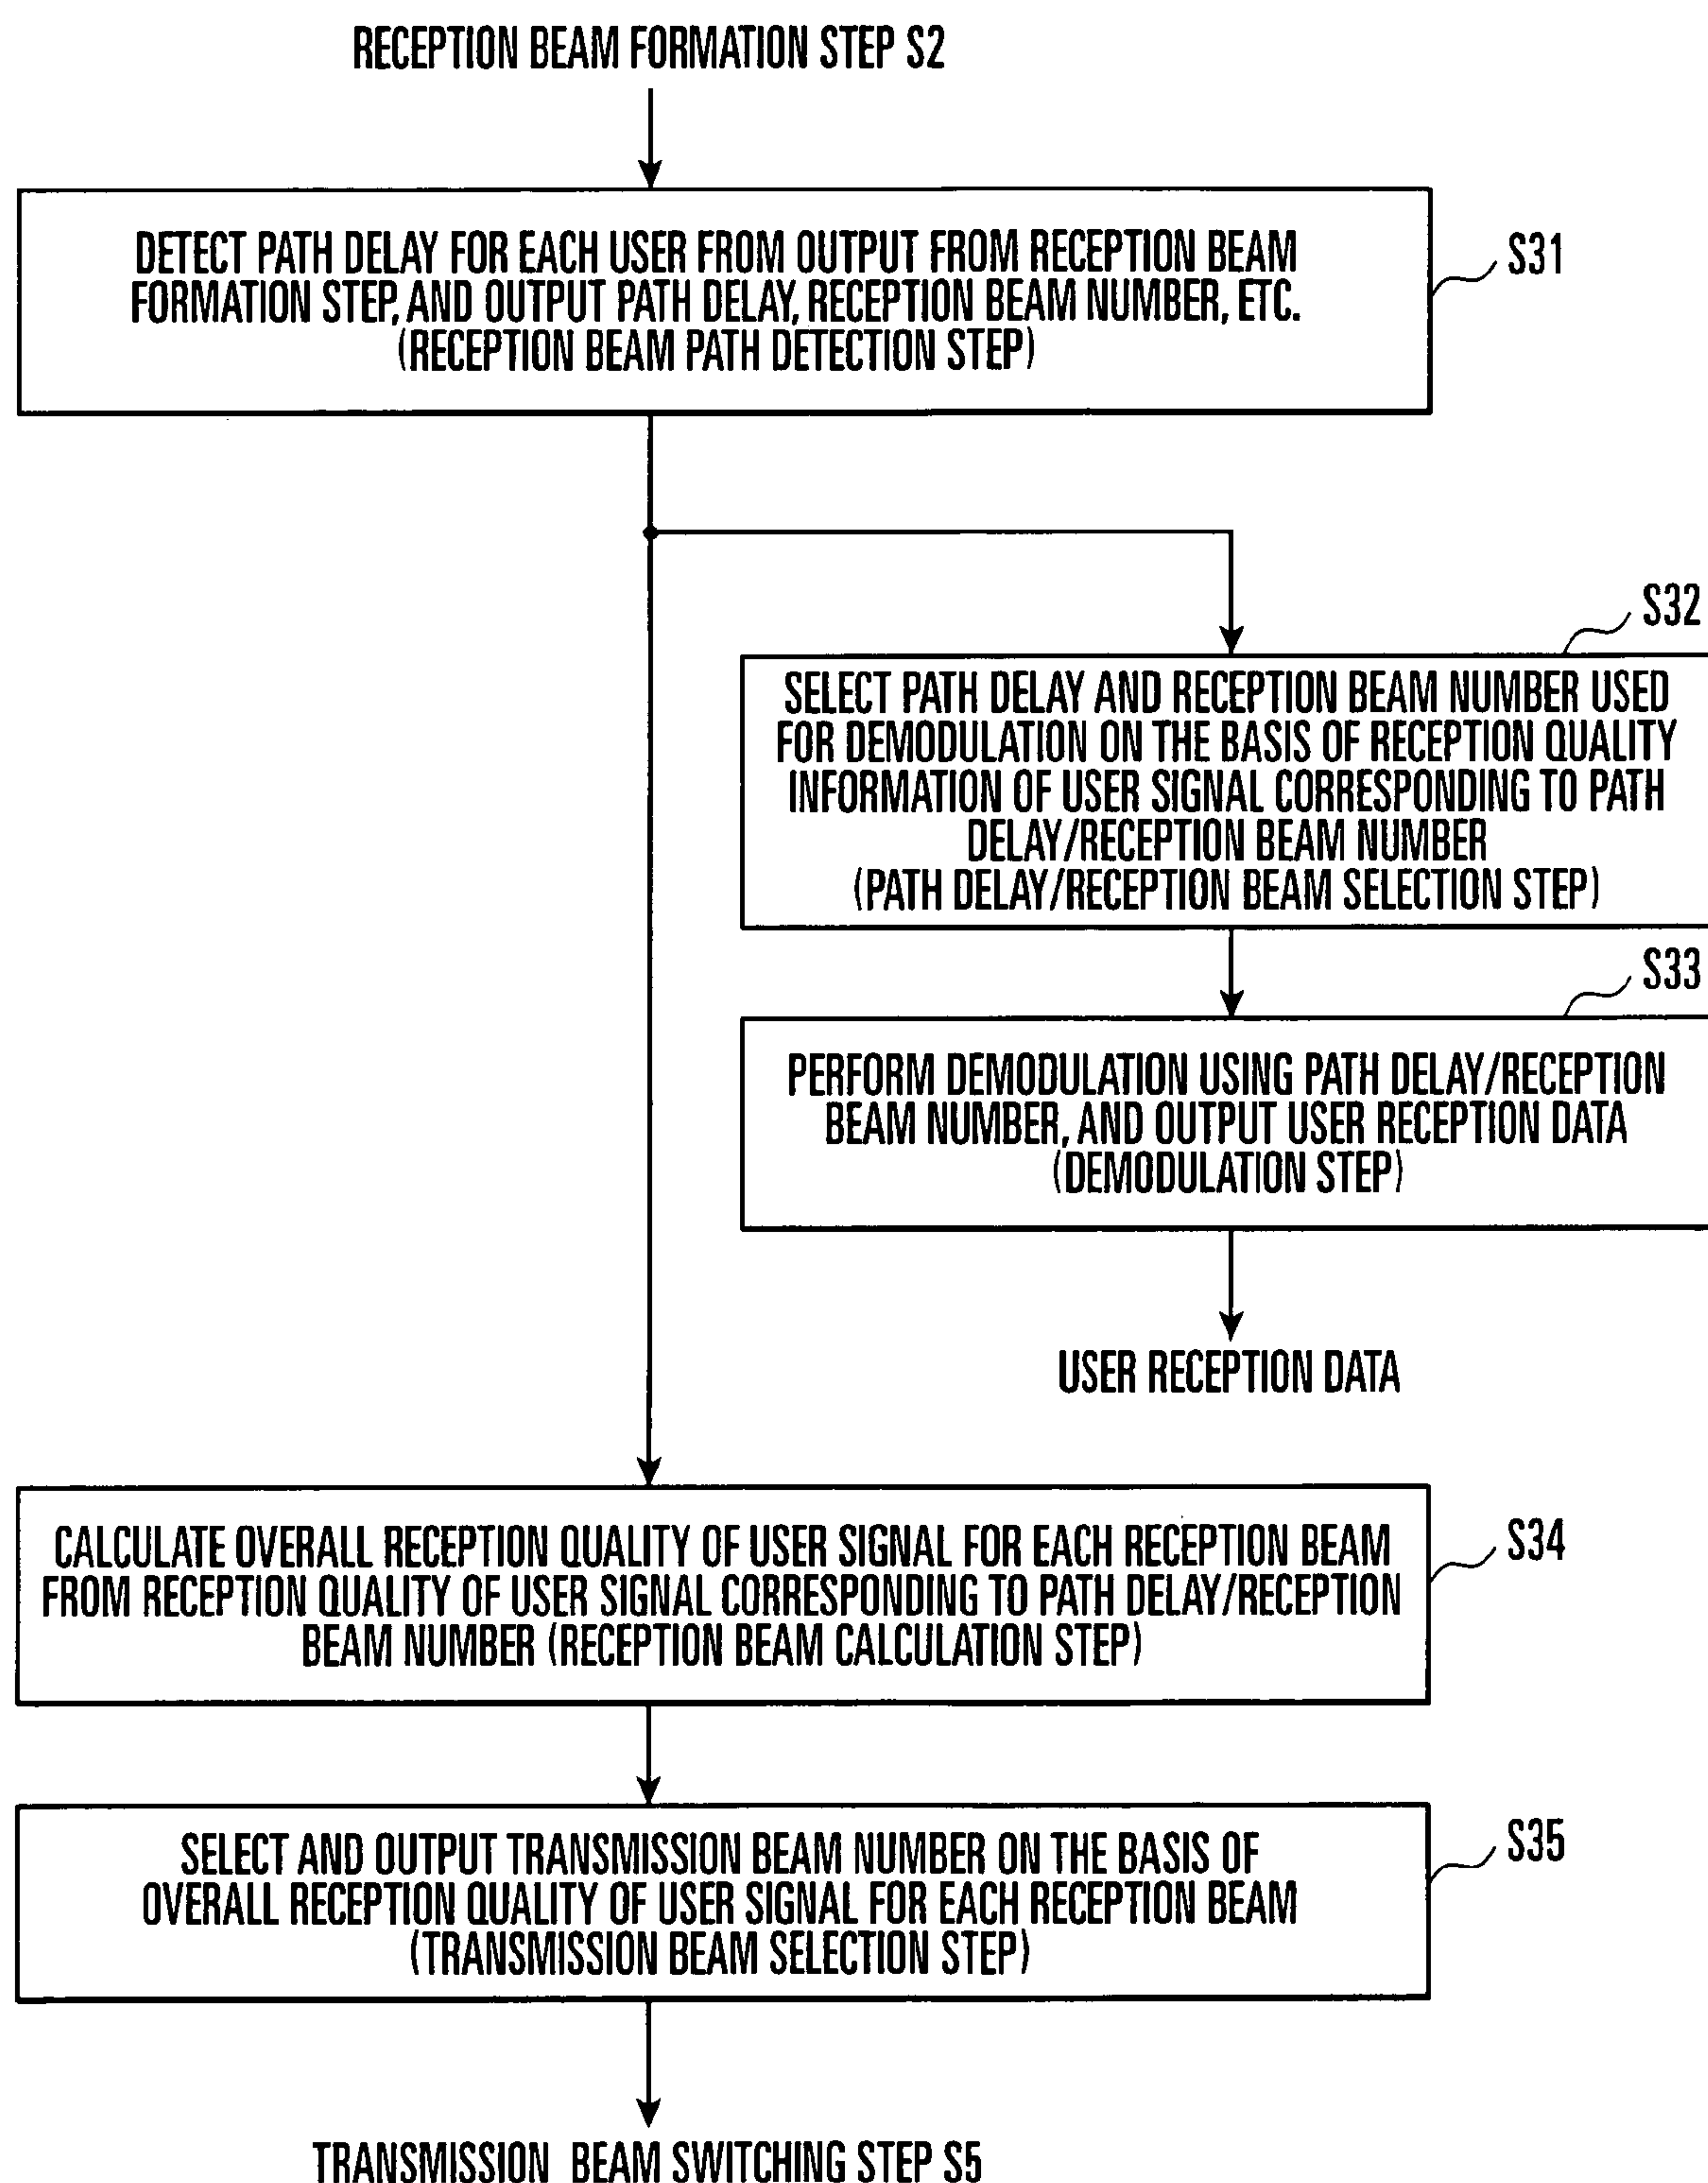 RECEPTION BEAM FORMATION STEP S2
DETECT PATH DELAY FOR EACH USER FROM OUTPUT FROM RECEPTION BEAM
FORMATION STEP, AND OUTPUT PATH DELAY, RECEPTION BEAM NUMBER, ETC.
(RECEPTION BEAM PATH DETECTION STEP)
S31
S32
SELECT PATH DELAY AND RECEPTION BEAM NUMBER USED
FOR DEMODULATION ON THE BASIS OF RECEPTION QUALITY
INFORMATION OF USER SIGNAL CORRESPONDING TO PATH
DELAY/RECEPTION BEAM NUMBER
(PATH DELAY/RECEPTION BEAM SELECTION STEP)
S33
PERFORM DEMODULATION USING PATH DELAY/RECEPTION
BEAM NUMBER, AND OUTPUT USER RECEPTION DATA
(DEMODULATION STEP)
USER RECEPTION DATA
CALCULATE OVERALL RECEPTION QUALITY OF USER SIGNAL FOR EACH RECEPTION BEAM
FROM RECEPTION QUALITY OF USER SIGNAL CORRESPONDING TO PATH DELAY/RECEPTION
BEAM NUMBER (RECEPTION BEAM CALCULATION STEP)
S34
SELECT AND OUTPUT TRANSMISSION BEAM NUMBER ON THE BASIS OF
OVERALL RECEPTION QUALITY OF USER SIGNAL FOR EACH RECEPTION BEAM
(TRANSMISSION BEAM SELECTION STEP)
S35
TRANSMISSION BEAM SWITCHING STEP S5